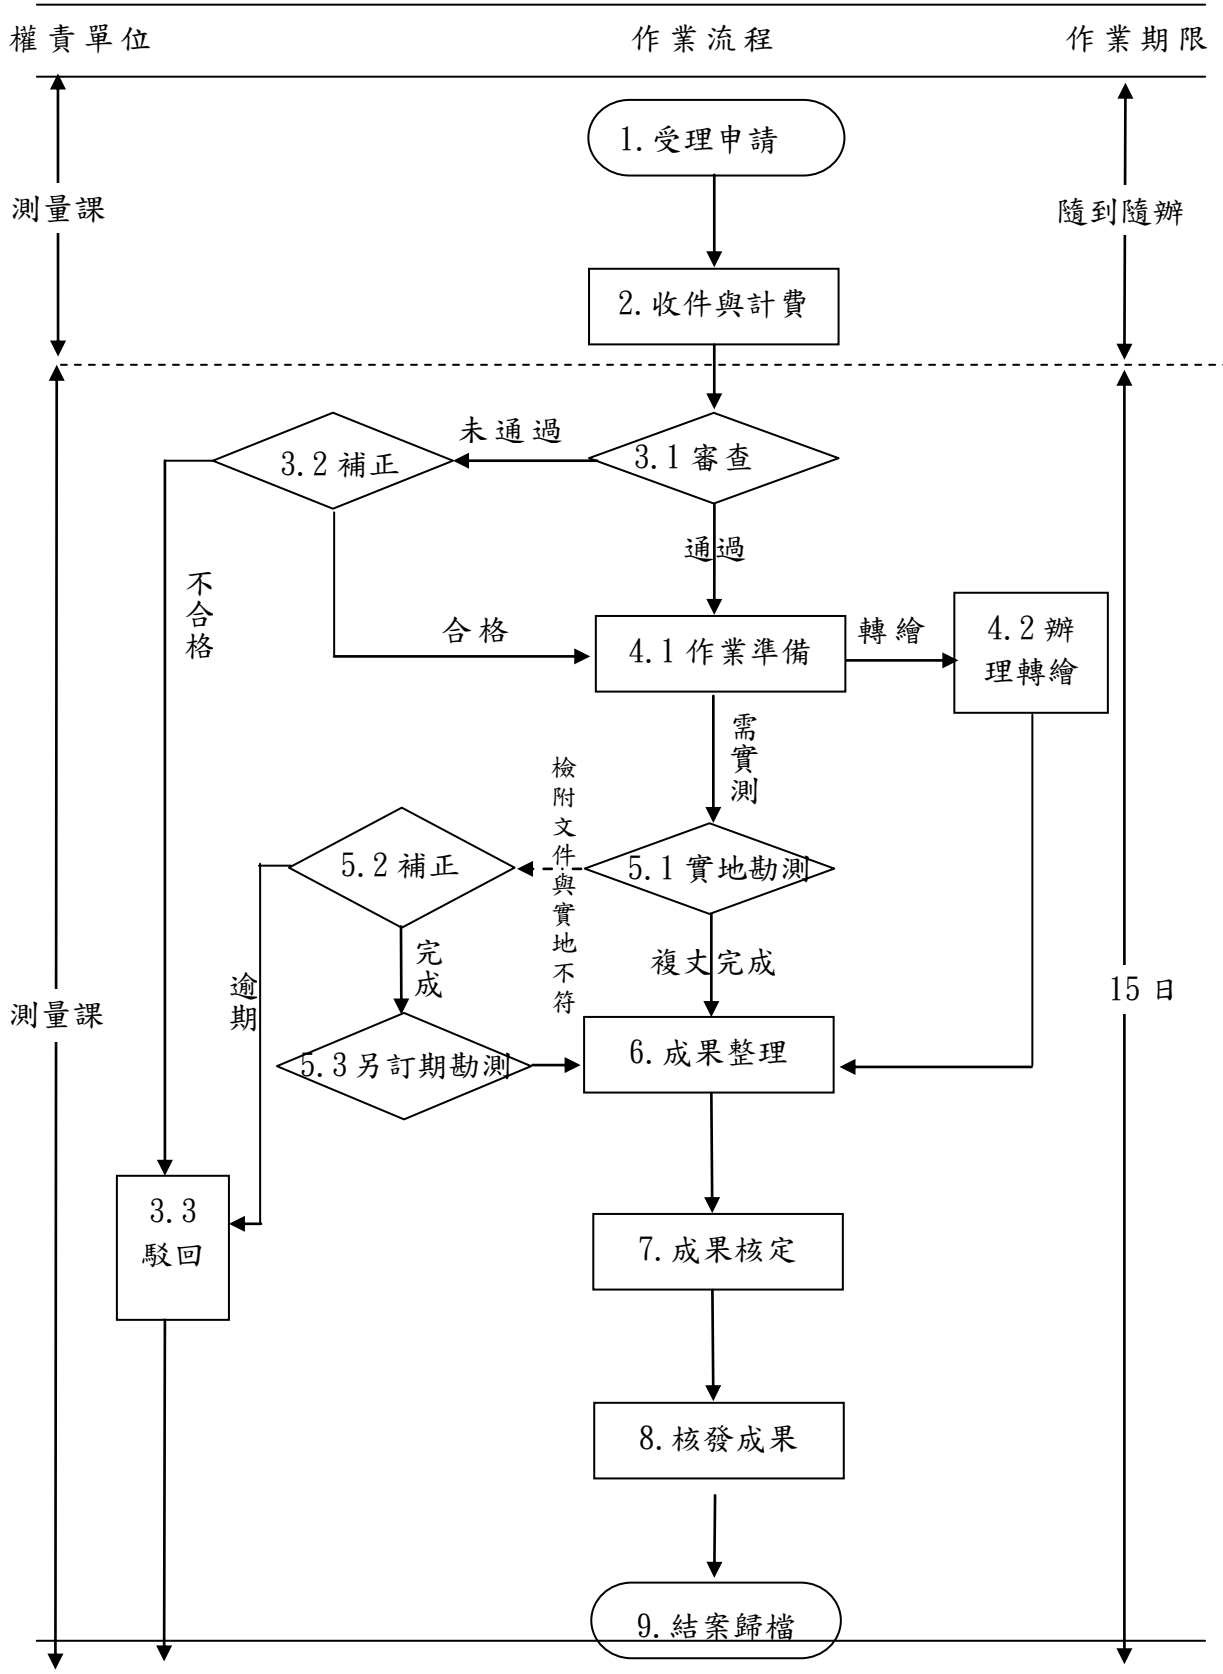 權責單位
作業流程
作業期限
1.受理申請
測量課
隨到隨辦
2.收件與計費
未通過
3.1審查
3.2補正
通過
不合格
合格
4.1作業準備
轉繪
4.2辦
理轉繪
需實測
檢附文件與實地不符
5.1實地勘測
5.2補正
完成
複丈完成
逾期
測量課
15日
5.3另訂期勘測
6.成果整理
3.3
駁回
7.成果核定
8.核發成果
9.結案歸檔